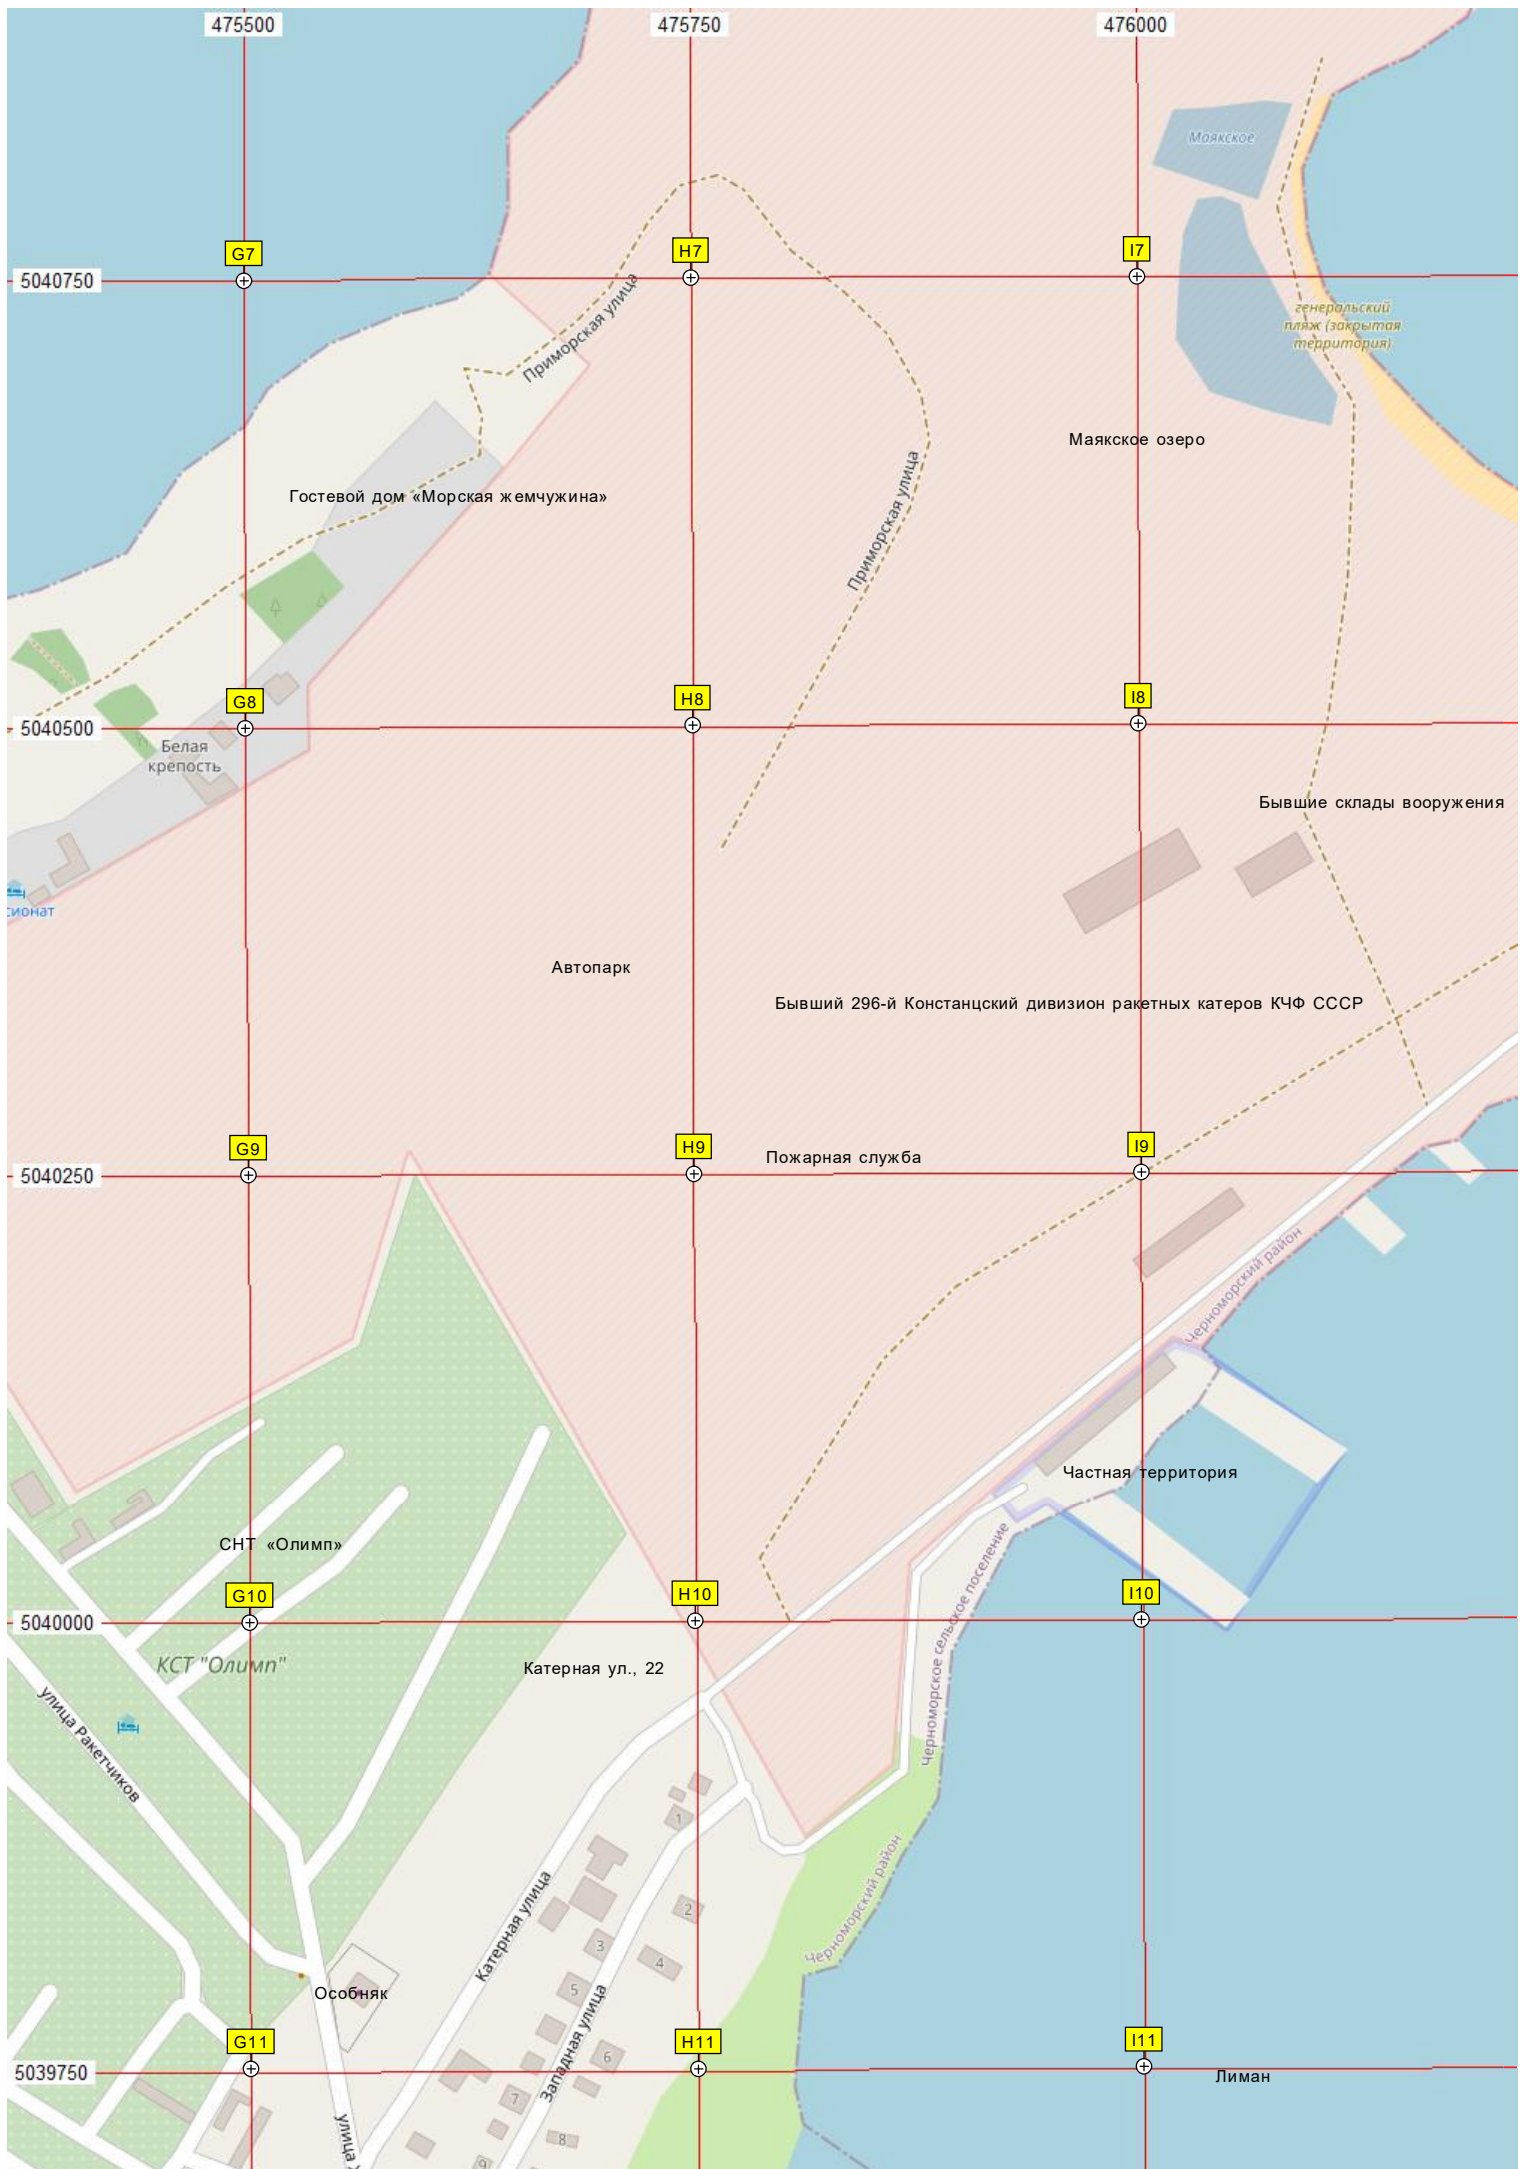 475500
475750
476000
Маякское
G7
H7
I7
5040750
Приморская улица
генеральский
пляж (закрытая
территория)
Маякское озеро
Приморская улица
Гостевой дом «Морская жемчужина»
G8
H8
I8
5040500
Белая
крепость
Бывшие склады вооружения
сионат
Автопарк
Бывший 296-й Констанцский дивизион ракетных катеров КЧФ СССР
G9
H9
I9
Пожарная служба
5040250
Черноморский район
Частная территория
СНТ «Олимп»
Черноморское сельское поселение
G10
H10
I10
5040000
КСТ "Олимп"
Катерная ул., 22
улица Ракетчиков
1
Катерная улица
2
Черноморский район
3
4
5
Особняк
Западная улица
G11
H11
I11
6
5039750
Лиман
7
улица
8
9